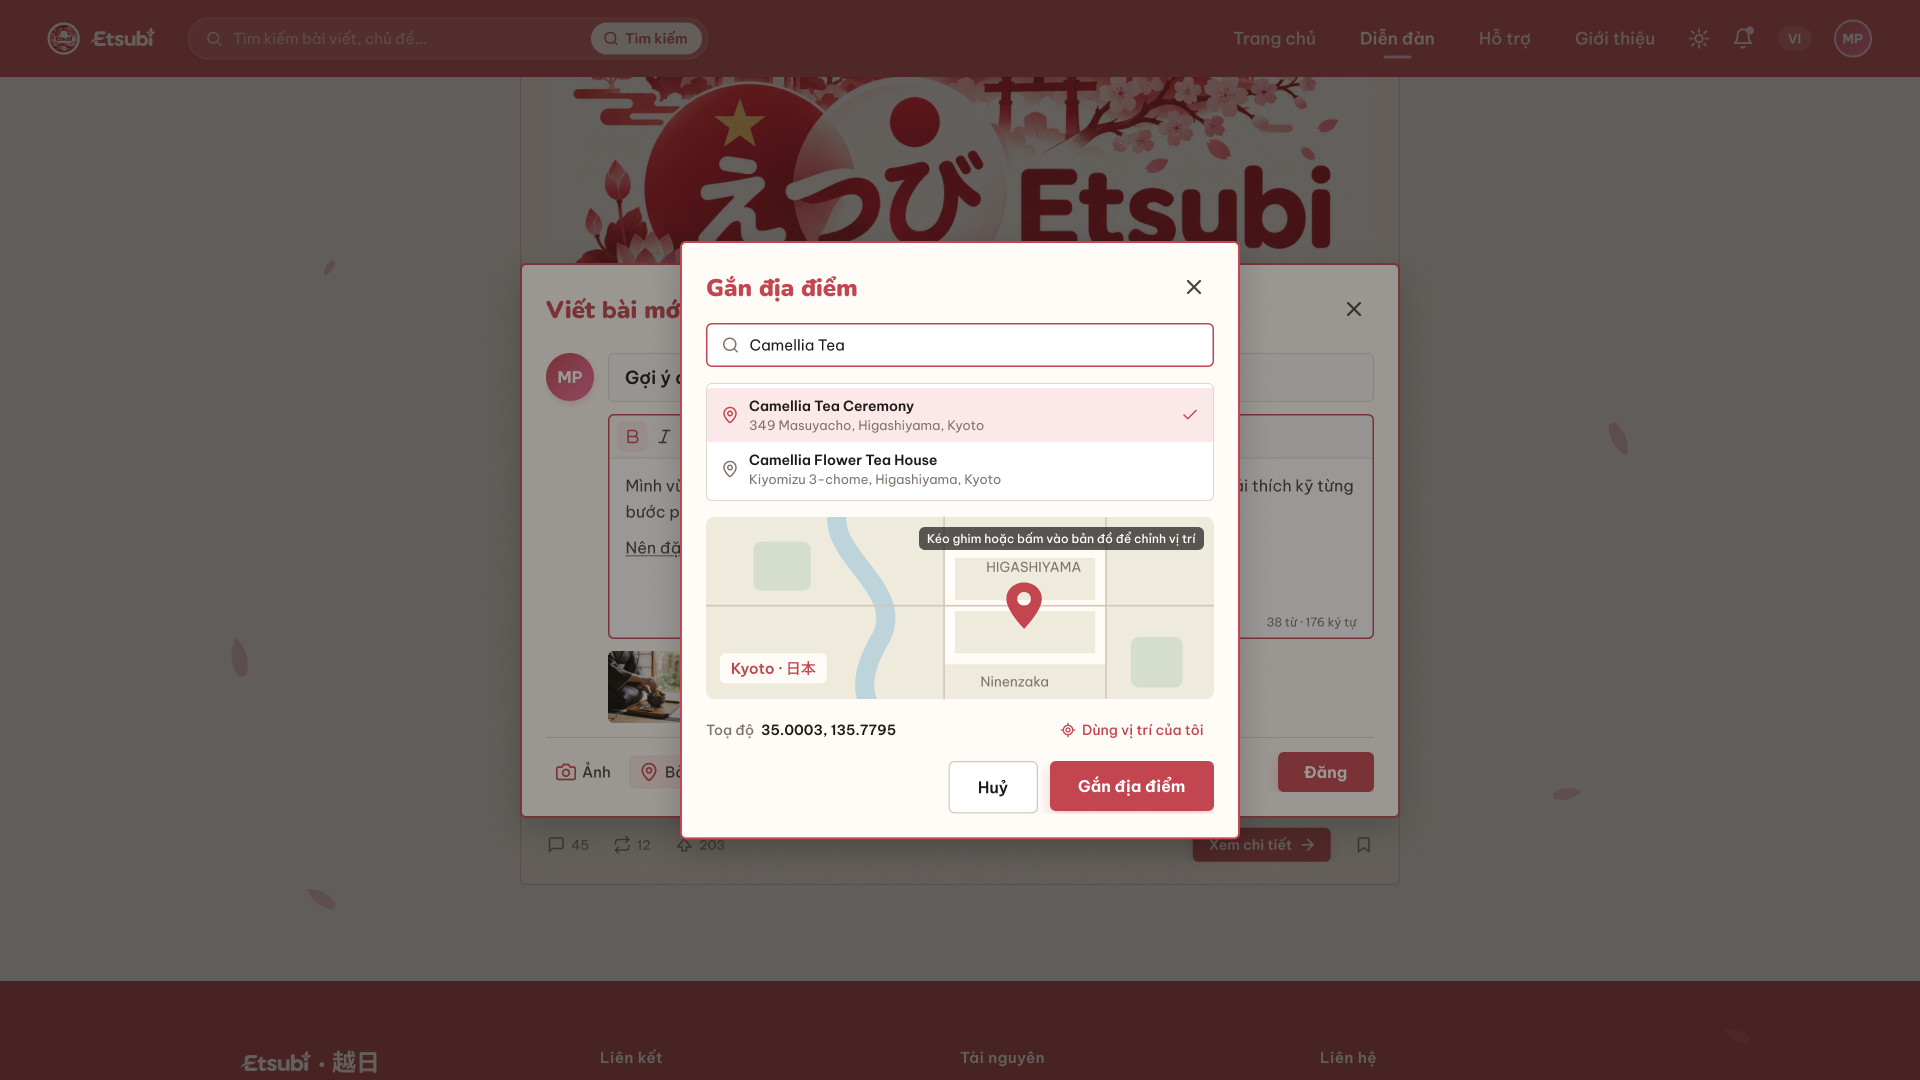 Etsubi
Tìm kiếm bài viết, chủ đề...
Tìm kiếm
Trang chủ
Diễn đàn
Hỗ trợ
Giới thiệu
VI
MP
えつび
Etsubi
Viết bài mớ
Gắn địa điểm
MP
Gợi ý
Camellia Tea
B I
Camellia Tea Ceremony
349 Masuyacho, Higashiyama, Kyoto
Camellia Flower Tea House
Kiyomizu 3-chome, Higashiyama, Kyoto
Mình vừ
ải thích kỹ từng
bước p
Nên đặ
Kéo ghim hoặc bấm vào bản đồ để chỉnh vị trí
HIGASHIYAMA
Kyoto · 日本
Ninenzaka
38 từ · 176 ký tự
Toạ độ 35.0003, 135.7795
Dùng vị trí của tôi
Ảnh
Huỷ
Gắn địa điểm
Đăng
45
12
203
Xem chi tiết
Etsubi · 越日
Liên kết
Tài nguyên
Liên hệ